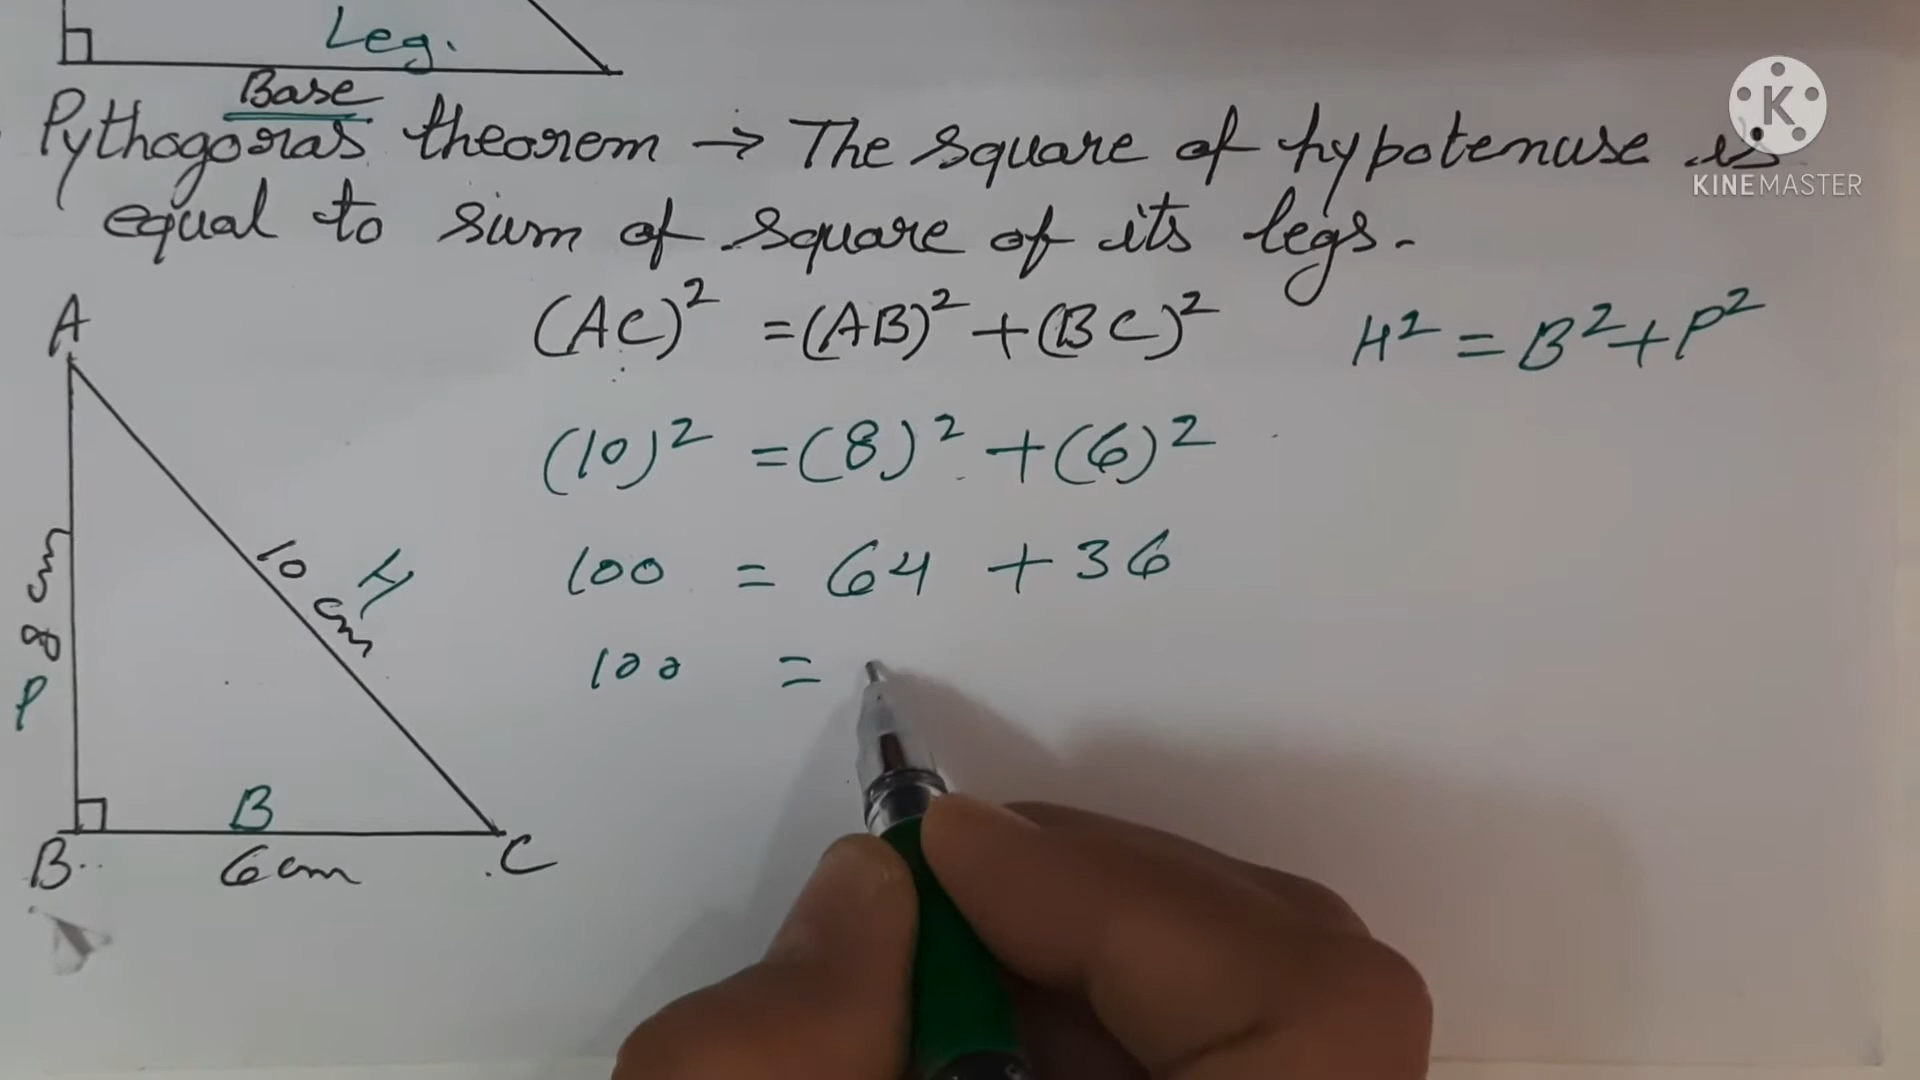 Leg.
Base
Pythagoras theorem → The square of hypotenuse is
equal to sum of square of its legs.
(AC)² = (AB)² + (BC)² H² = B² + P²
(10)² = (8)² + (6)²
100 = 64 + 36
100 =
A
8 cm
P
10 cm
H
B
B
6 cm
C
K
KINEMASTER